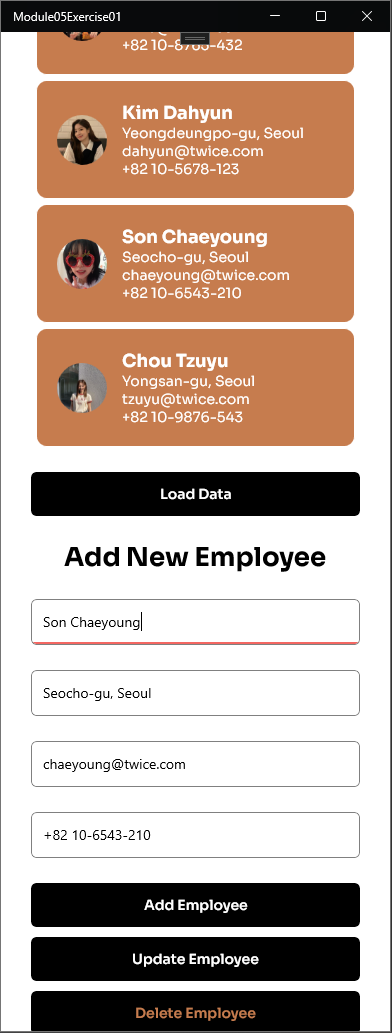 Module05Exercise01
+82 10-8765-432
Kim Dahyun
Yeongdeungpo-gu, Seoul
dahyun@twice.com
+82 10-5678-123
Son Chaeyoung
Seocho-gu, Seoul
chaeyoung@twice.com
+82 10-6543-210
Chou Tzuyu
Yongsan-gu, Seoul
tzuyu@twice.com
+82 10-9876-543
Load Data
Add New Employee
Son Chaeyoung
Seocho-gu, Seoul
chaeyoung@twice.com
+82 10-6543-210
Add Employee
Update Employee
Delete Employee